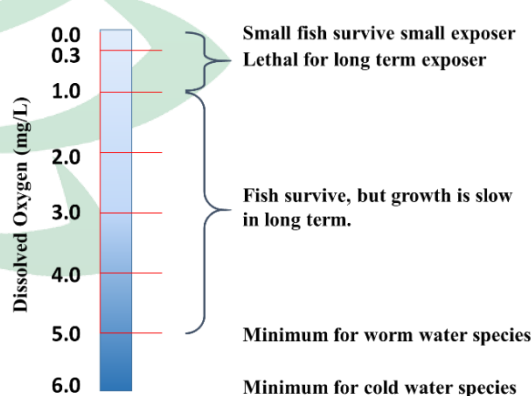 Dissolved Oxygen (mg/L)
0.0
0.3
1.0
2.0
3.0
4.0
5.0
6.0
Small fish survive small exposer
Lethal for long term exposer
Fish survive, but growth is slow
in long term.
Minimum for worm water species
Minimum for cold water species